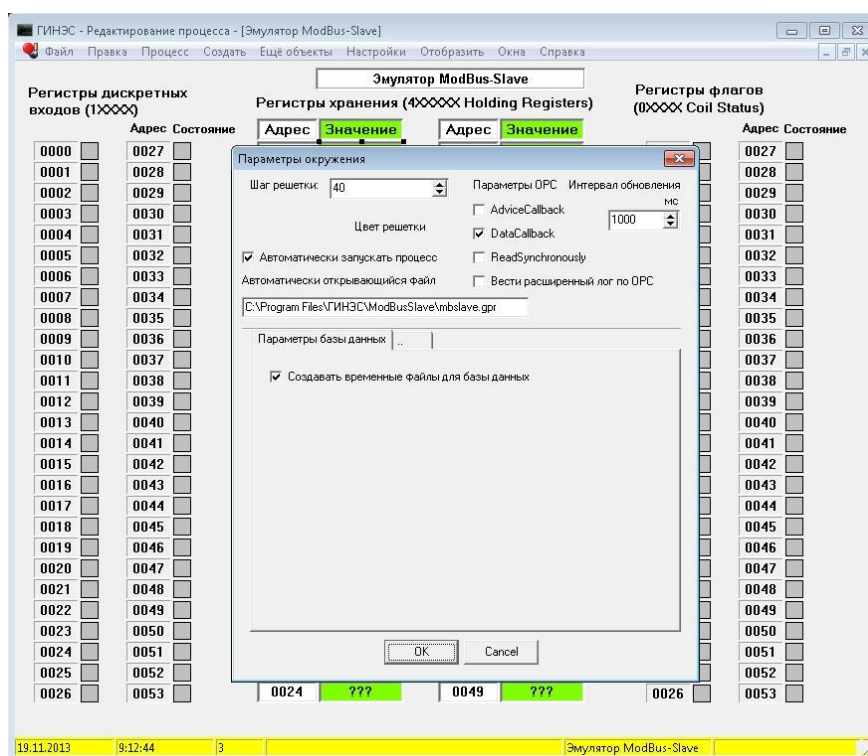 ГИНЭС - Редактирование процесса - [Эмулятор ModBus-Slave]
Файл Правка Процесс Создать Ещё объекты Настройки Отобразить Окна Справка
Эмулятор ModBus-Slave
Регистры дискретных
входов (1XXXX)
Регистры хранения (4XXXXX Holding Registers)
Регистры флагов
(0XXXX Coil Status)
Адрес Состояние Адрес Значение Адрес Значение Адрес Состояние
Параметры окружения
Шаг решетки: 40
Параметры OPC Интервал обновления
мс
AdviceCallback
1000
Цвет решетки
DataCallback
Автоматически запускать процесс
ReadSynchronously
Автоматически открывающийся файл
Вести расширенный лог по OPC
C:\Program Files\ГИНЭС\ModBusSlave\mbslave.gpr
Параметры базы данных ..
Создавать временные файлы для базы данных
OK Cancel
0000 0027 0027
0001 0028 0028
0002 0029 0029
0003 0030 0030
0004 0031 0031
0005 0032 0032
0006 0033 0033
0007 0034 0034
0008 0035 0035
0009 0036 0036
0010 0037 0037
0011 0038 0038
0012 0039 0039
0013 0040 0040
0014 0041 0041
0015 0042 0042
0016 0043 0043
0017 0044 0044
0018 0045 0045
0019 0046 0046
0020 0047 0047
0021 0048 0048
0022 0049 0049
0023 0050 0050
0024 0051 0051
0025 0052 0052
0026 0053 0024 ??? 0049 ??? 0026 0053
19.11.2013 9:12:44 3 Эмулятор ModBus-Slave